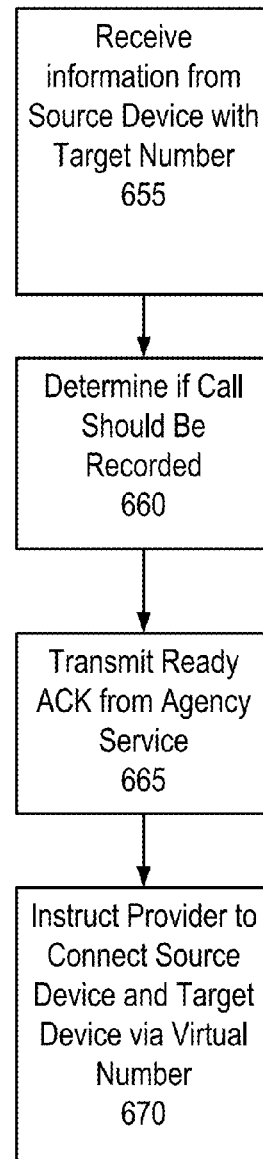 Receive
information from
Source Device with
Target Number
655
Determine if Call
Should Be
Recorded
660
Transmit Ready
ACK from Agency
Service
665
Instruct Provider to
Connect Source
Device and Target
Device via Virtual
Number
670